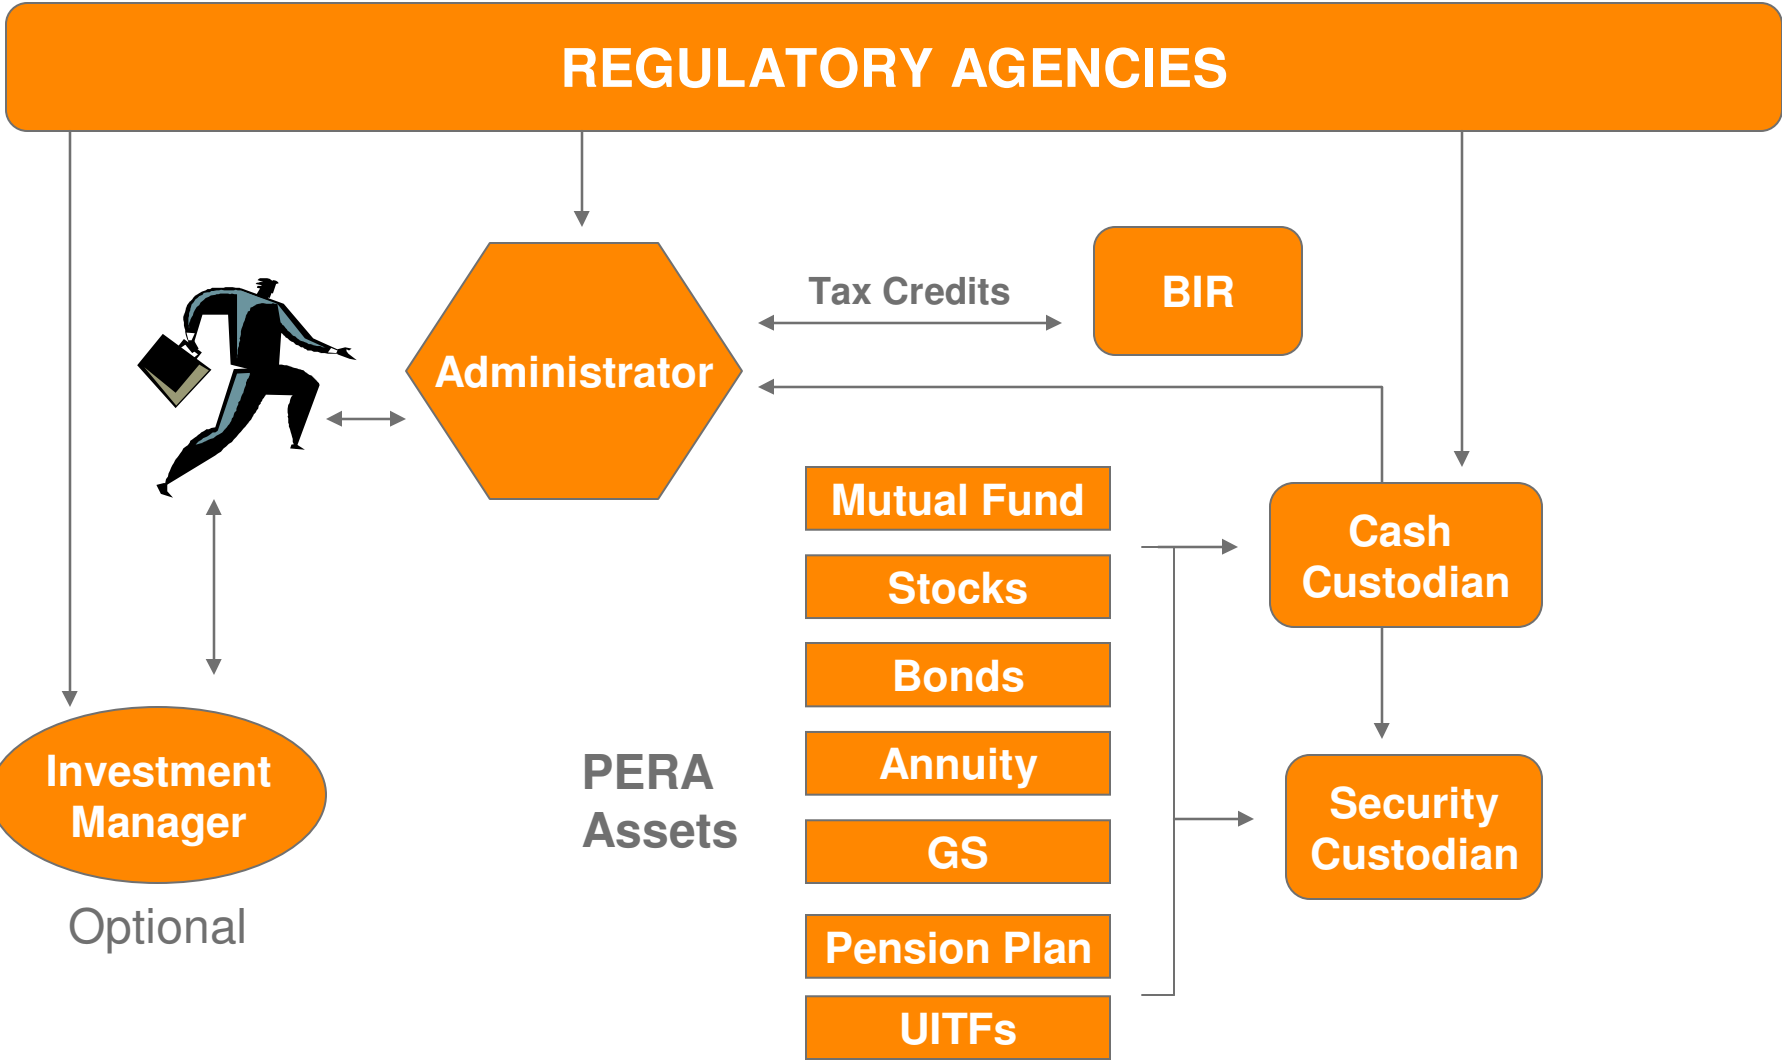 REGULATORY AGENCIES
Tax Credits
BIR
Administrator
Mutual Fund
Cash
Custodian
Stocks
Bonds
Annuity
PERA
Assets
GS
Pension Plan
UITFs
Security
Custodian
Investment
Manager
Optional